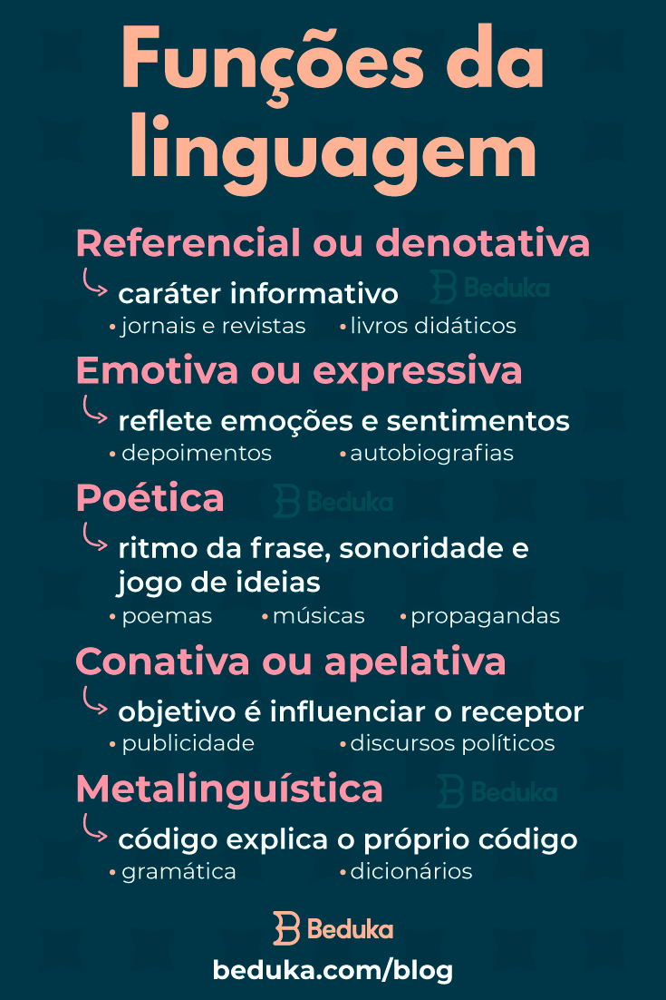 Funções da
linguagem
Referencial ou denotativa
caráter informativo
Beduka
• jornais e revistas • livros didáticos
Emotiva ou expressiva
reflete emoções e sentimentos
• depoimentos • autobiografias
Poética
Beduka
ritmo da frase, sonoridade e
jogo de ideias
• poemas • músicas • propagandas
Conativa ou apelativa
objetivo é influenciar o receptor
• publicidade • discursos políticos
Metalinguística
Beduka
código explica o próprio código
• gramática • dicionários
Beduka
beduka.com/blog